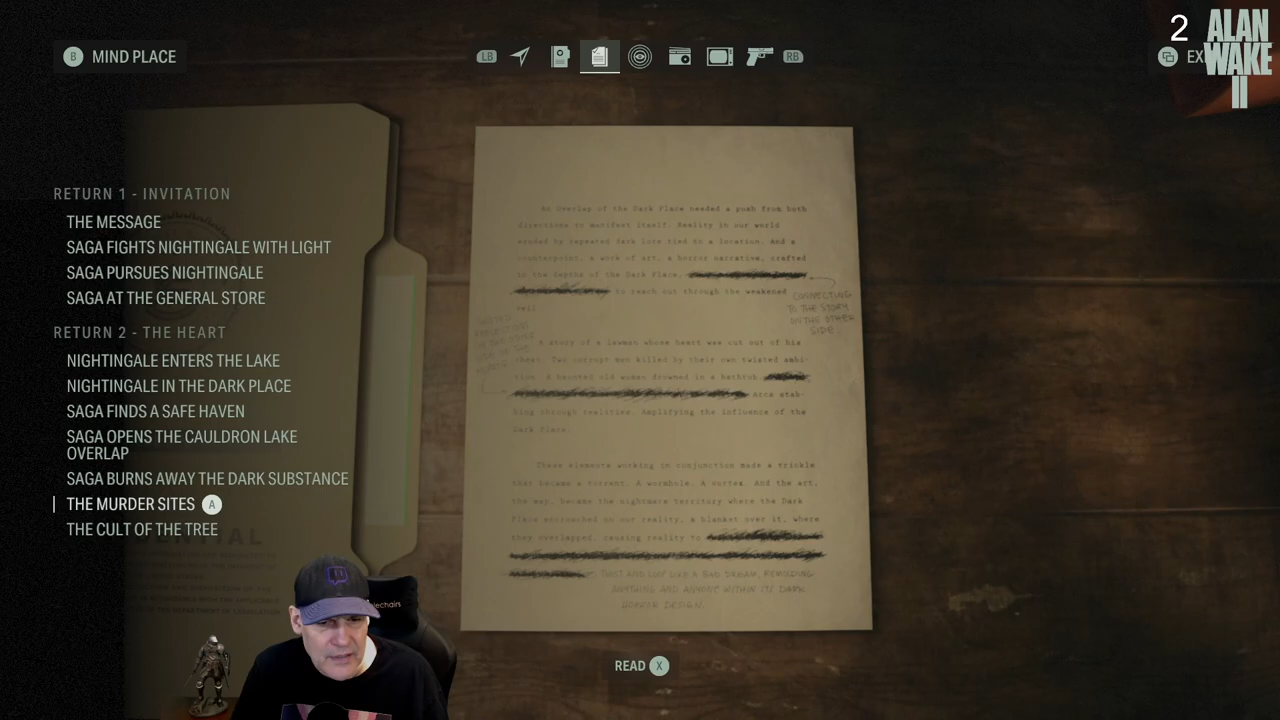 2
ALAN
WAKE
II
B MIND PLACE
LB
RB
EX
RETURN 1 - INVITATION
THE MESSAGE
SAGA FIGHTS NIGHTINGALE WITH LIGHT
SAGA PURSUES NIGHTINGALE
SAGA AT THE GENERAL STORE
RETURN 2 - THE HEART
NIGHTINGALE ENTERS THE LAKE
NIGHTINGALE IN THE DARK PLACE
SAGA FINDS A SAFE HAVEN
SAGA OPENS THE CAULDRON LAKE
OVERLAP
SAGA BURNS AWAY THE DARK SUBSTANCE
THE MURDER SITES A
THE CULT OF THE TREE
An Overlap of the Dark Place needed a push from both
directions to manifest itself. Reality in our world
eroded by repeated dark lore tied to a location. And a
counterpoint, a work of art, a horror narrative, crafted
in the depths of the Dark Place,
to reach out through the weakened
veil
CONNECTING
TO THE STORY
ON THE OTHER
SIDE.
A story of a lawman whose heart was cut out of his
chest. Two corrupt men killed by their own twisted ambi-
tion. A haunted old woman drowned in a bathtub
Acts stab-
bing through realities. Amplifying the influence of the
Dark Place
These elements working in conjunction made a trickle
that became a torrent. A wormhole. A vortex. And the art,
the way, became the nightmare territory where the Dark
Place encroached on our reality, a blanket over it, where
they overlapped, causing reality to
TWIST AND LOOP LIKE A BAD DREAM, REMOLDING
ANYTHING AND ANYONE WITHIN ITS DARK
HORROR DESIGN.
READ X